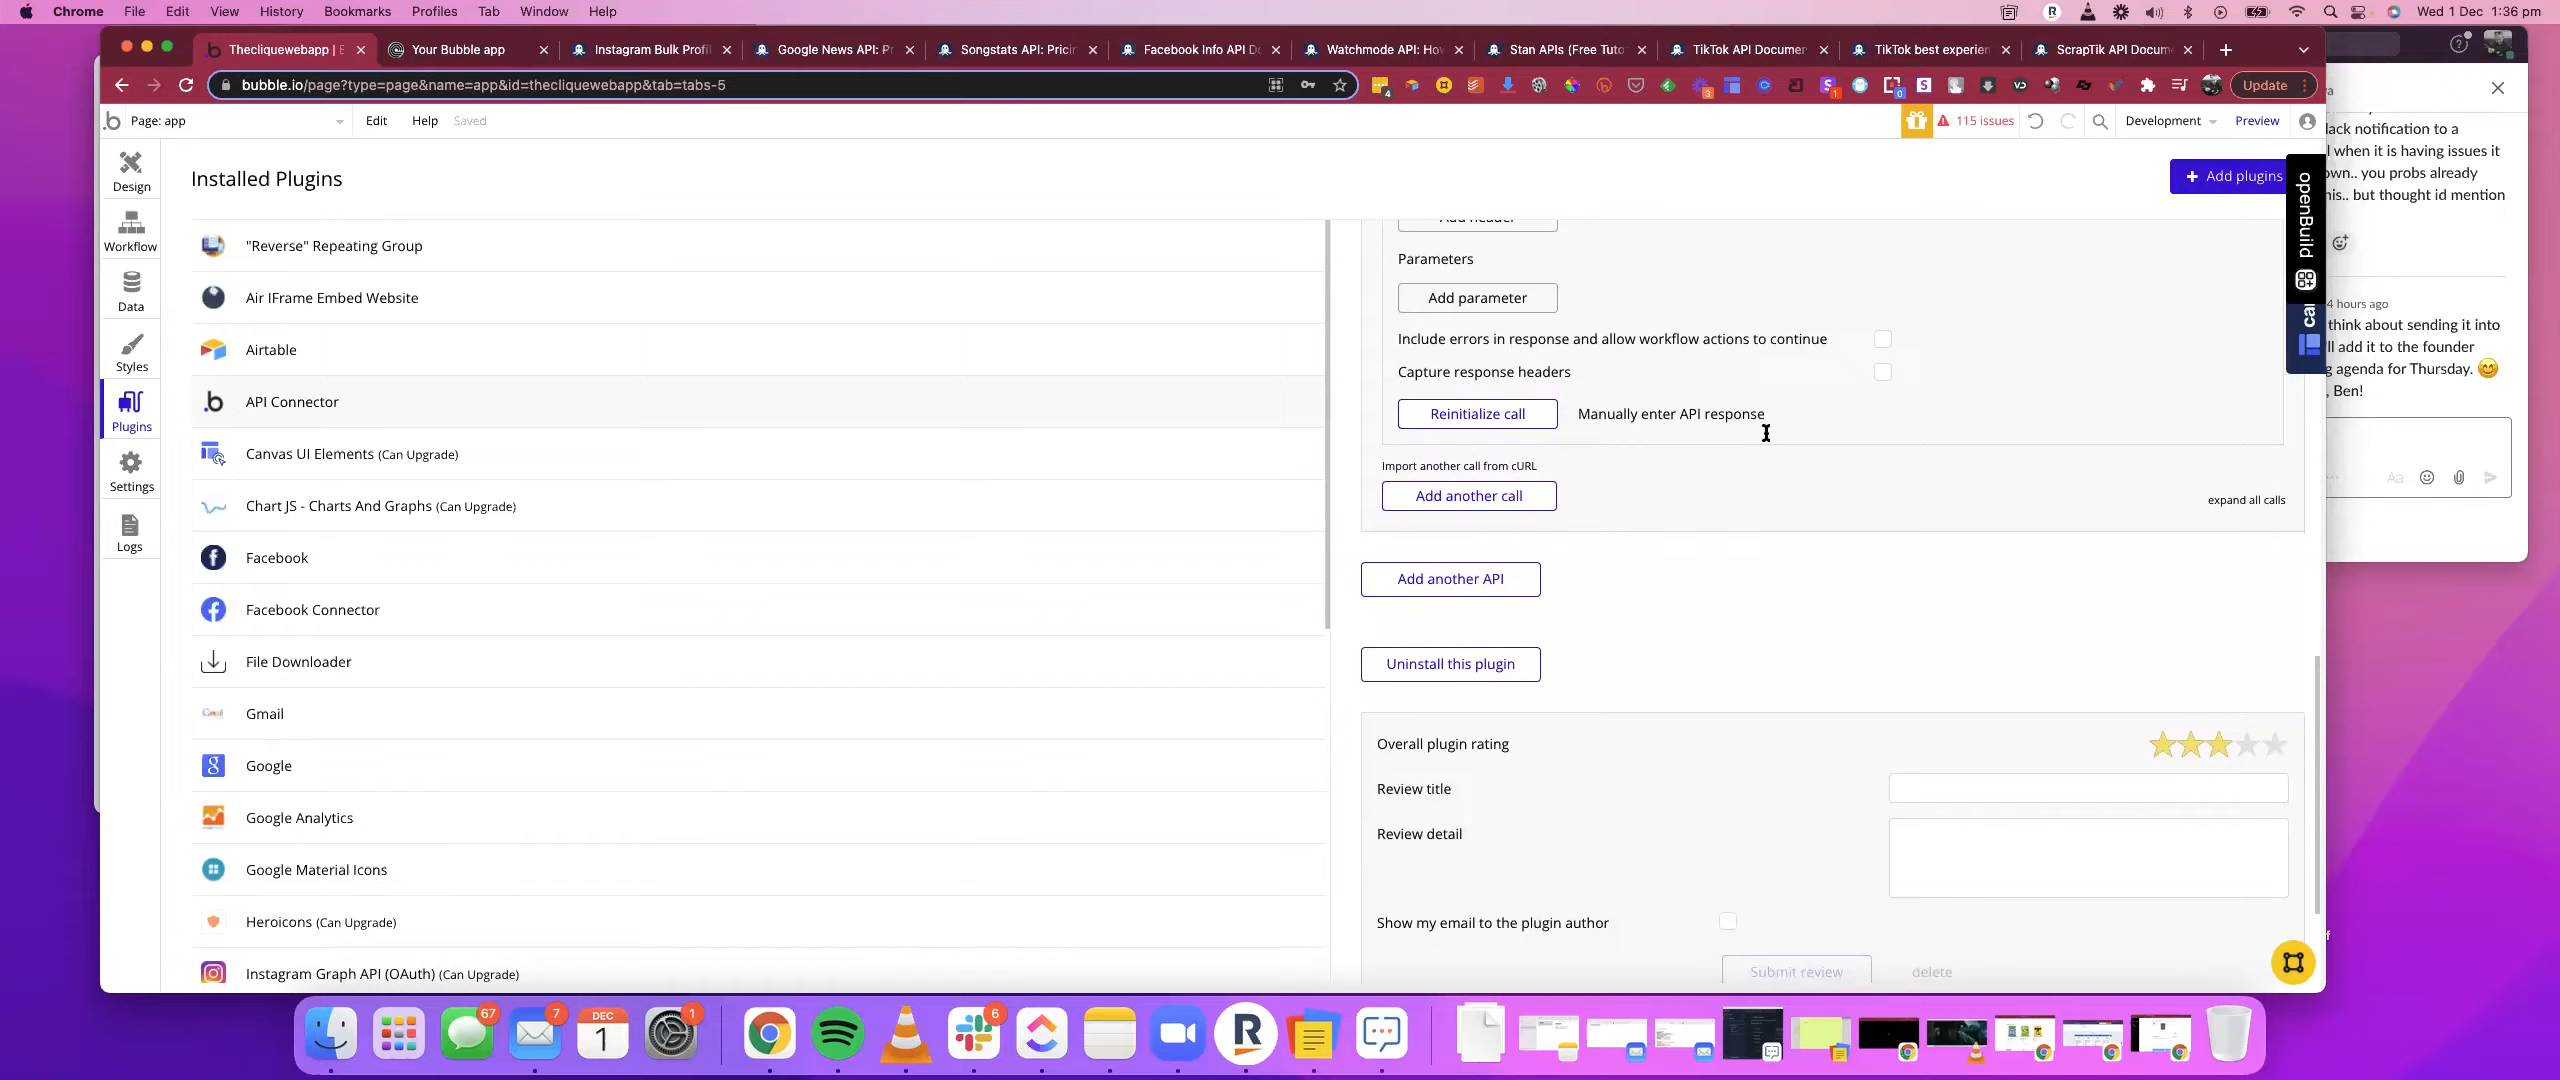 Chrome File Edit View History Bookmarks Profiles Tab Window Help Wed 1 Dec 1:36 pm
Thecliquewebapp | Your Bubble app Instagram Bulk Profi Google News API: Songstats API: Facebook Info API Watchmode API: Stan APIs (Free Tuto TikTok API Documen TikTok best experien ScrapTik API Docum
bubble.io/page?type=page&name=app&id=thecliquewebapp&tab=tabs-5 Update
Page: app Edit Help Saved 115 issues Development Preview
lack notification to a
l when it is having issues it
own.. you probs already
his.. but thought id mention
4 hours ago
think about sending it into
'll add it to the founder
g agenda for Thursday.
, Ben!
Aa
Design
Workflow
Data
Styles
Plugins
Settings
Logs
Installed Plugins
Add plugins
openBuild
ca
"Reverse" Repeating Group
Air IFrame Embed Website
Airtable
API Connector
Canvas UI Elements (Can Upgrade)
Chart JS - Charts And Graphs (Can Upgrade)
Facebook
Facebook Connector
File Downloader
Gmail
Google
Google Analytics
Google Material Icons
Heroicons (Can Upgrade)
Instagram Graph API (OAuth) (Can Upgrade)
Add header
Parameters
Add parameter
Include errors in response and allow workflow actions to continue
Capture response headers
Reinitialize call Manually enter API response
Import another call from cURL
Add another call
expand all calls
Add another API
Uninstall this plugin
Overall plugin rating
Review title
Review detail
Show my email to the plugin author
Submit review delete
67 7 DEC 1 1 6